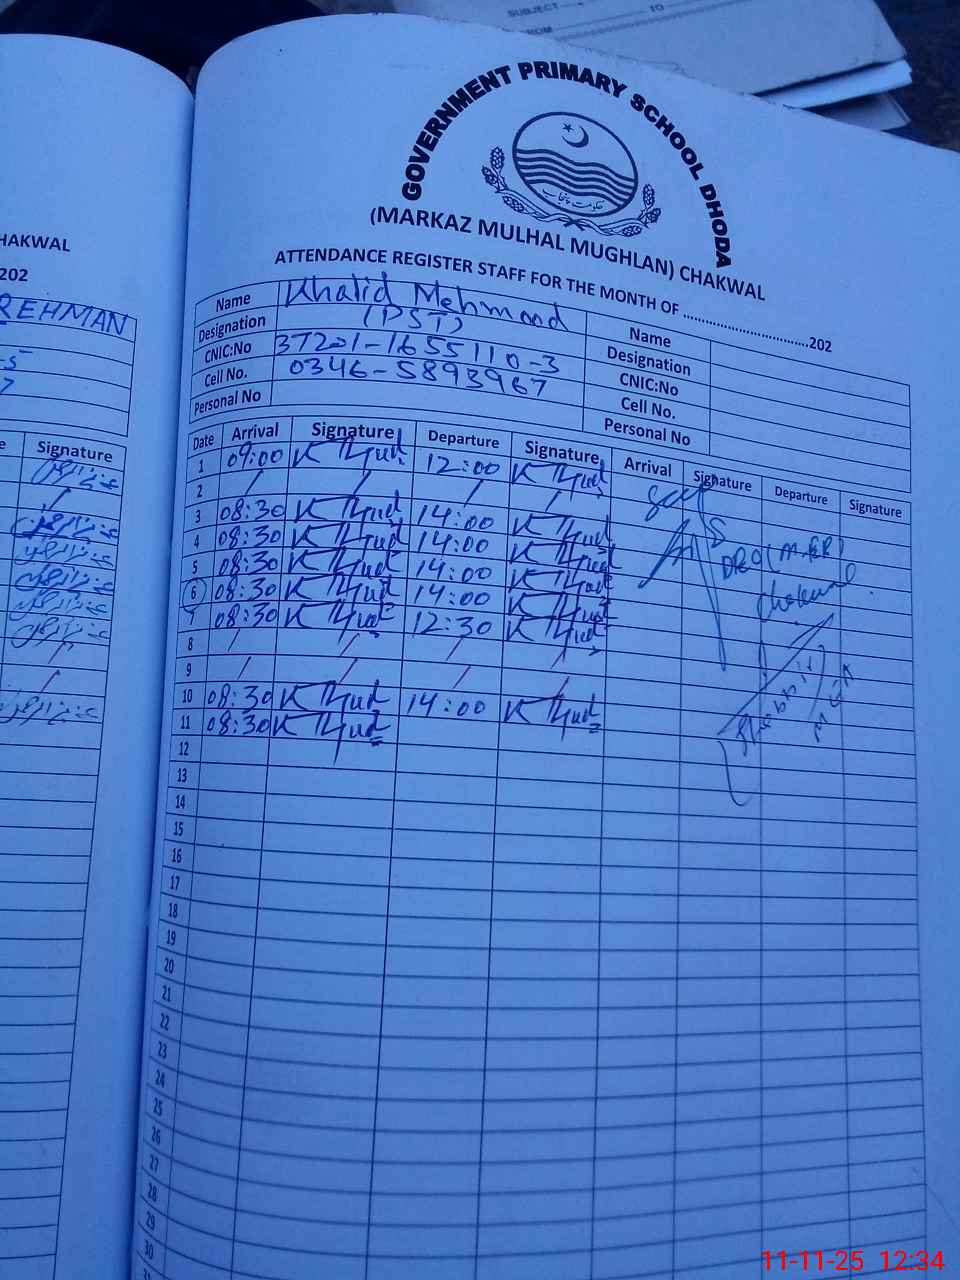 SUBJECT
TO
GOVERNMENT PRIMARY SCHOOL DHODA
حکومت پنجاب
(MARKAZ MULHAL MUGHLAN) CHAKWAL
ATTENDANCE REGISTER STAFF FOR THE MONTH OF ................................202
HAKWAL
202
REHMAN
Signature
Name Khalid Mehmood Name
Designation (PST) Designation
CNIC:No 37201-1655110-3 CNIC:No
Cell No. 0346-5893967 Cell No.
Personal No Personal No
Date Arrival Signature Departure Signature Arrival Signature Departure Signature
1 09:00 12:00
2 / / / /
3 08:30 14:00
4 08:30 14:00
5 08:30 14:00
6 08:30 14:00
7 08:30 12:30
8 / / / /
9 / / / /
10 08:30 14:00
11 08:30
12
13
14
15
16
17
18
19
20
21
22
23
24
25
26
27
28
29
30
11-11-25 12:34